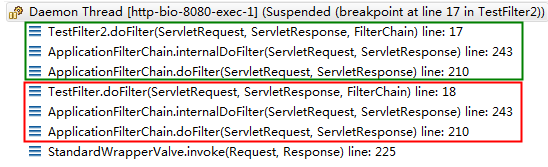 Daemon Thread [http-bio-8080-exec-1] (Suspended (breakpoint at line 17 in TestFilter2))
TestFilter2.doFilter(ServletRequest, ServletResponse, FilterChain) line: 17
ApplicationFilterChain.internalDoFilter(ServletRequest, ServletResponse) line: 243
ApplicationFilterChain.doFilter(ServletRequest, ServletResponse) line: 210
TestFilter.doFilter(ServletRequest, ServletResponse, FilterChain) line: 18
ApplicationFilterChain.internalDoFilter(ServletRequest, ServletResponse) line: 243
ApplicationFilterChain.doFilter(ServletRequest, ServletResponse) line: 210
StandardWrapperValve.invoke(Request, Response) line: 225